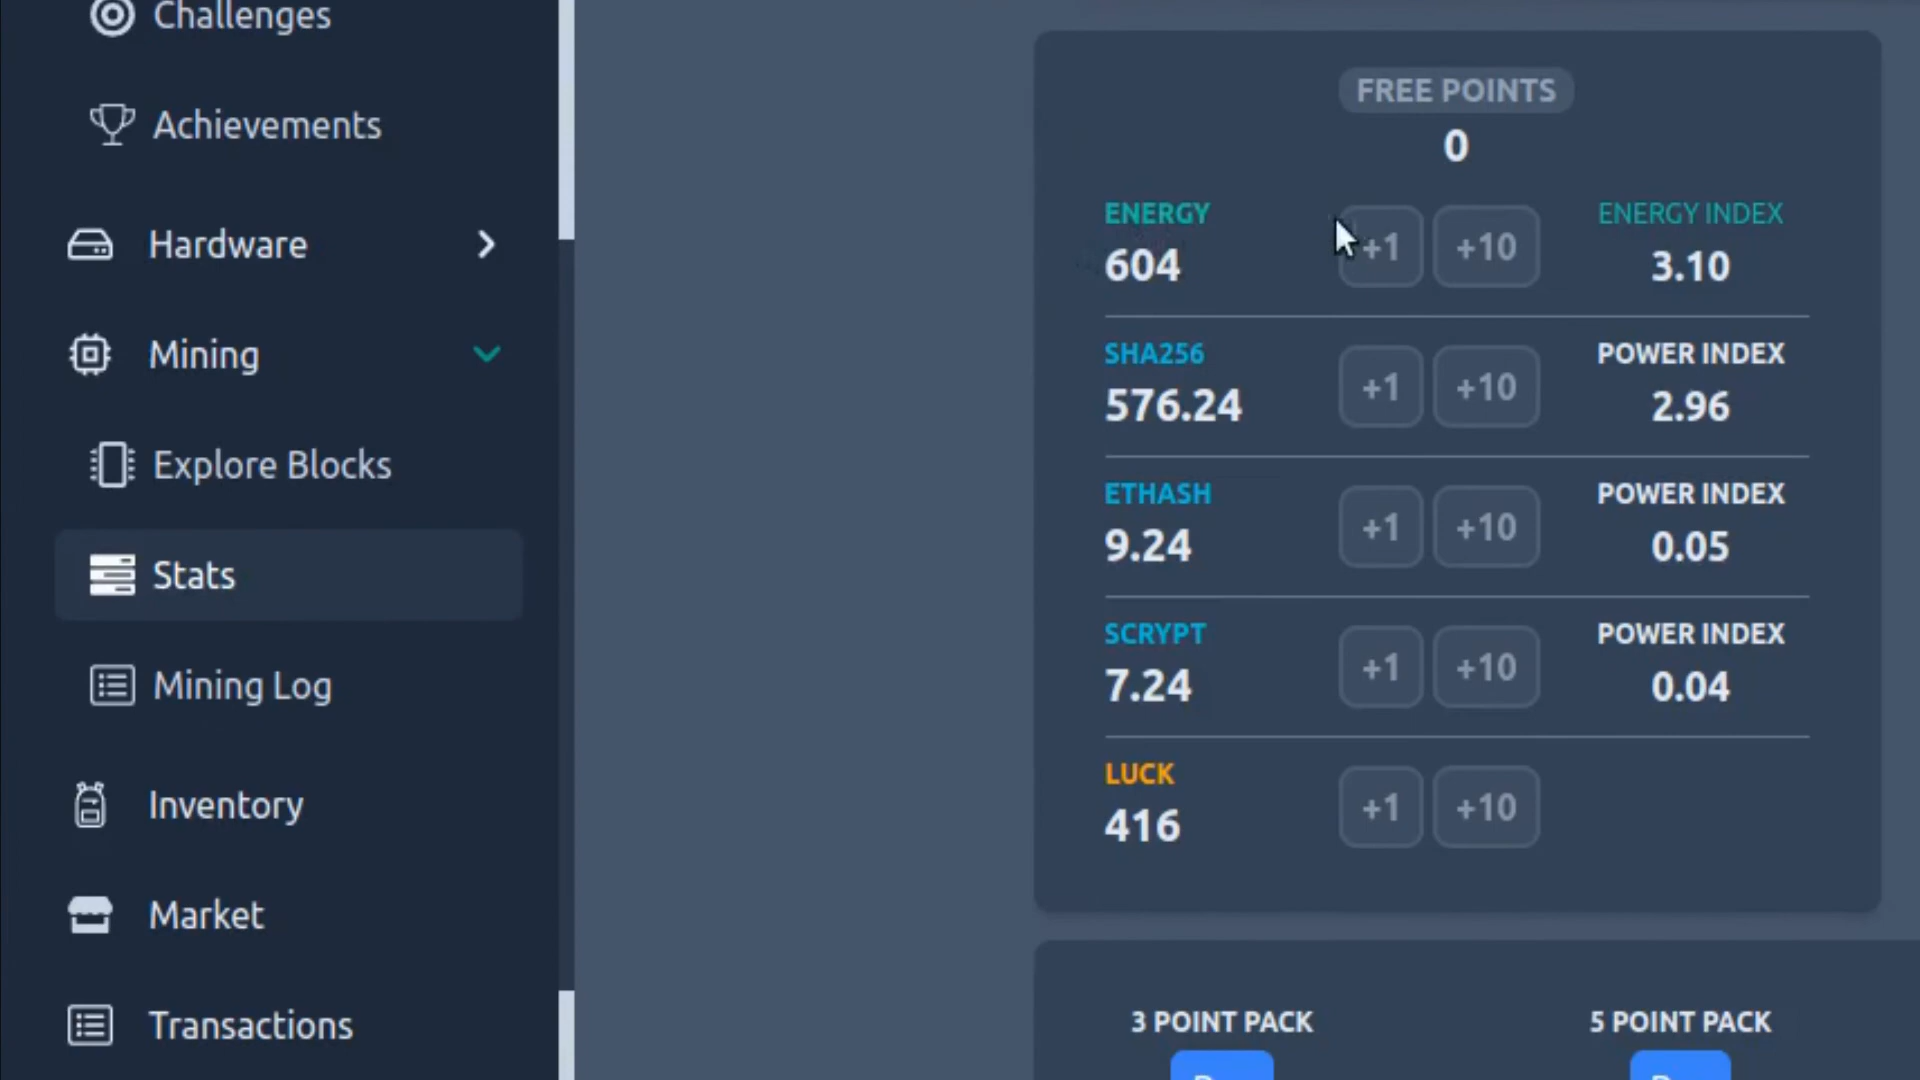 Challenges
Achievements
Hardware
Mining
Explore Blocks
Stats
Mining Log
Inventory
Market
Transactions
FREE POINTS
0
ENERGY
604
+1
+10
ENERGY INDEX
3.10
SHA256
576.24
+1
+10
POWER INDEX
2.96
ETHASH
9.24
+1
+10
POWER INDEX
0.05
SCRYPT
7.24
+1
+10
POWER INDEX
0.04
LUCK
416
+1
+10
3 POINT PACK
5 POINT PACK